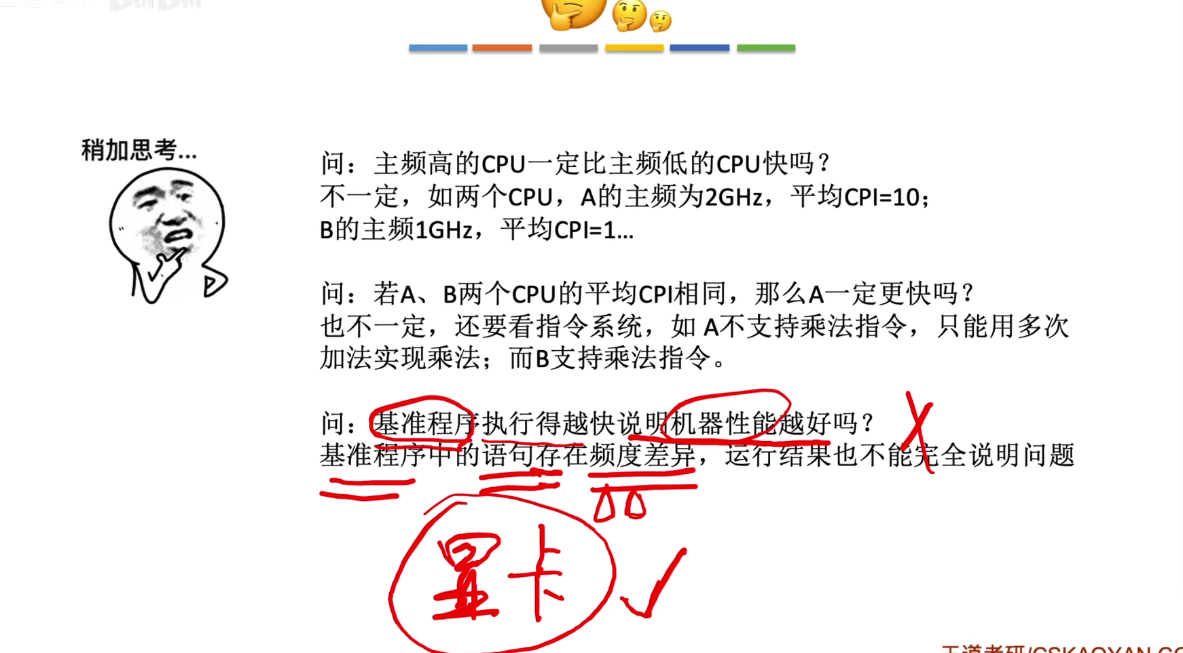 稍加思考...
问：主频高的CPU一定比主频低的CPU快吗？
不一定，如两个CPU，A的主频为2GHz，平均CPI=10；
B的主频1GHz，平均CPI=1...
问：若A、B两个CPU的平均CPI相同，那么A一定更快吗？
也不一定，还要看指令系统，如 A不支持乘法指令，只能用多次
加法实现乘法；而B支持乘法指令。
问：基准程序执行得越快说明机器性能越好吗？
基准程序中的语句存在频度差异，运行结果也不能完全说明问题
显卡
王道考研/CSKAOYAN.CO